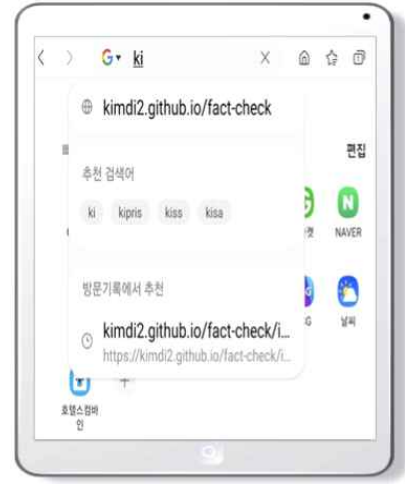 ki
kimdi2.github.io/fact-check
편집
추천 검색어
ki kipris kiss kisa
NAVER
방문기록에서 추천
kimdi2.github.io/fact-check/i...
https://kimdi2.github.io/fact-check/i...
날씨
호텔스컴바
인